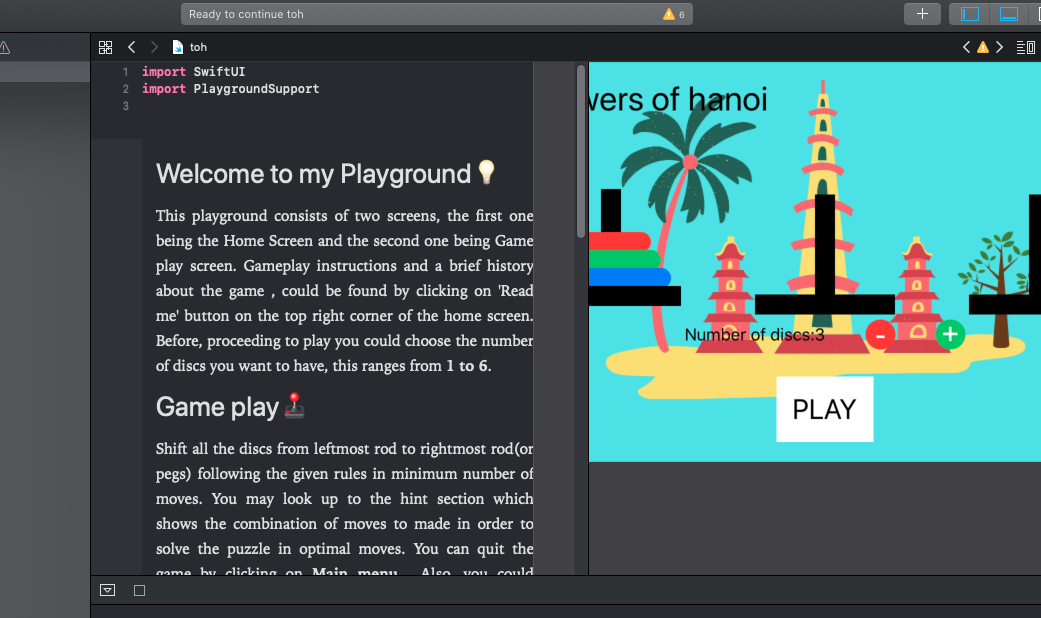 Ready to continue toh
6
toh
1 import SwiftUI
2 import PlaygroundSupport
3
Welcome to my Playground
This playground consists of two screens, the first one
being the Home Screen and the second one being Game
play screen. Gameplay instructions and a brief history
about the game , could be found by clicking on 'Read
me' button on the top right corner of the home screen.
Before, proceeding to play you could choose the number
of discs you want to have, this ranges from 1 to 6.
Game play
Shift all the discs from leftmost rod to rightmost rod(or
pegs) following the given rules in minimum number of
moves. You may look up to the hint section which
shows the combination of moves to made in order to
solve the puzzle in optimal moves. You can quit the
game by clicking on Main menu. Also, you could
wers of hanoi
Number of discs:3
-
+
PLAY